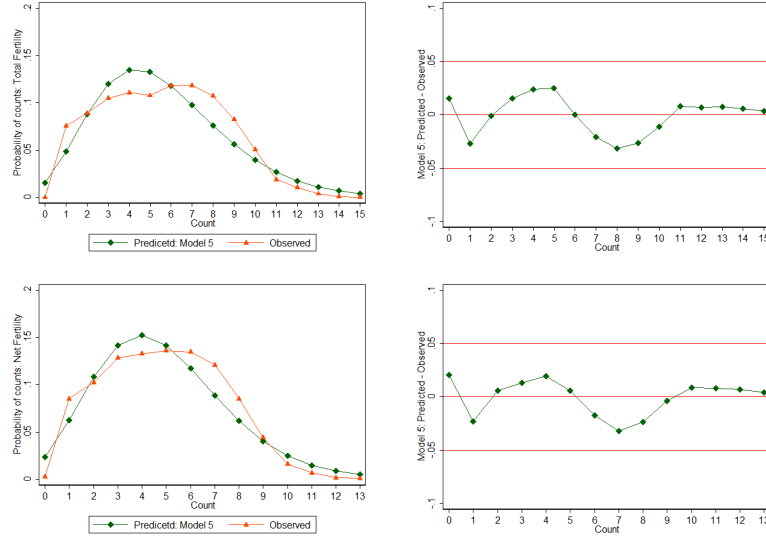 Probability of counts: Total Fertility
.2
.15
.1
.05
0
0 1 2 3 4 5 6 7 8 9 10 11 12 13 14 15
Count
Predicetd: Model 5 Observed
Model 5: Predicted - Observed
.1
.05
0
-.05
-.1
0 1 2 3 4 5 6 7 8 9 10 11 12 13 14 15
Count
Probability of counts: Net Fertility
.2
.15
.1
.05
0
0 1 2 3 4 5 6 7 8 9 10 11 12 13
Count
Predicetd: Model 5 Observed
Model 5: Predicted - Observed
.1
.05
0
-.05
-.1
0 1 2 3 4 5 6 7 8 9 10 11 12 13
Count